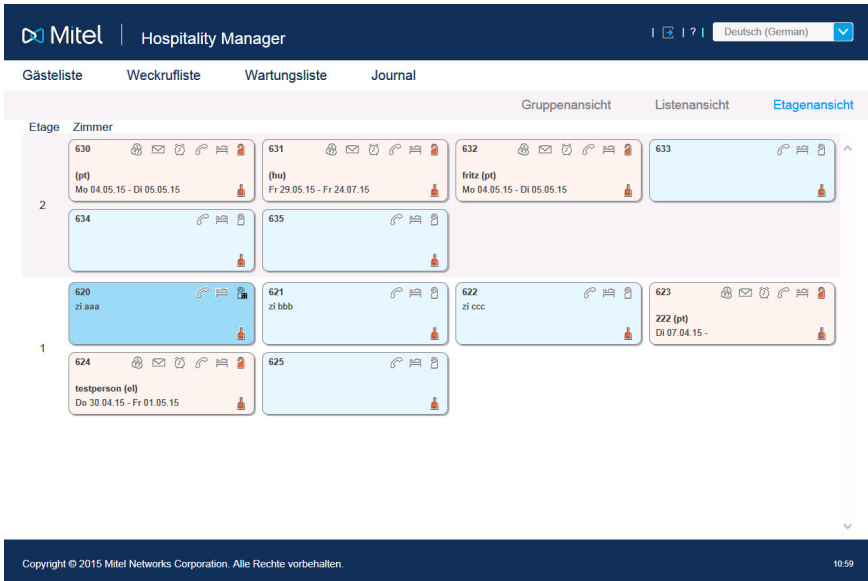 Mitel | Hospitality Manager
| | ? | Deutsch (German)
Gästeliste Weckrufliste Wartungsliste Journal
Gruppenansicht Listenansicht Etagenansicht
Etage Zimmer
2
630
(pt)
Mo 04.05.15 - Di 05.05.15
631
(hu)
Fr 29.05.15 - Fr 24.07.15
632
fritz (pt)
Mo 04.05.15 - Di 05.05.15
633
634
635
1
620
zi aaa
621
zi bbb
622
zi ccc
623
222 (pt)
Di 07.04.15 -
624
testperson (el)
Do 30.04.15 - Fr 01.05.15
625
Copyright © 2015 Mitel Networks Corporation. Alle Rechte vorbehalten.
10:59